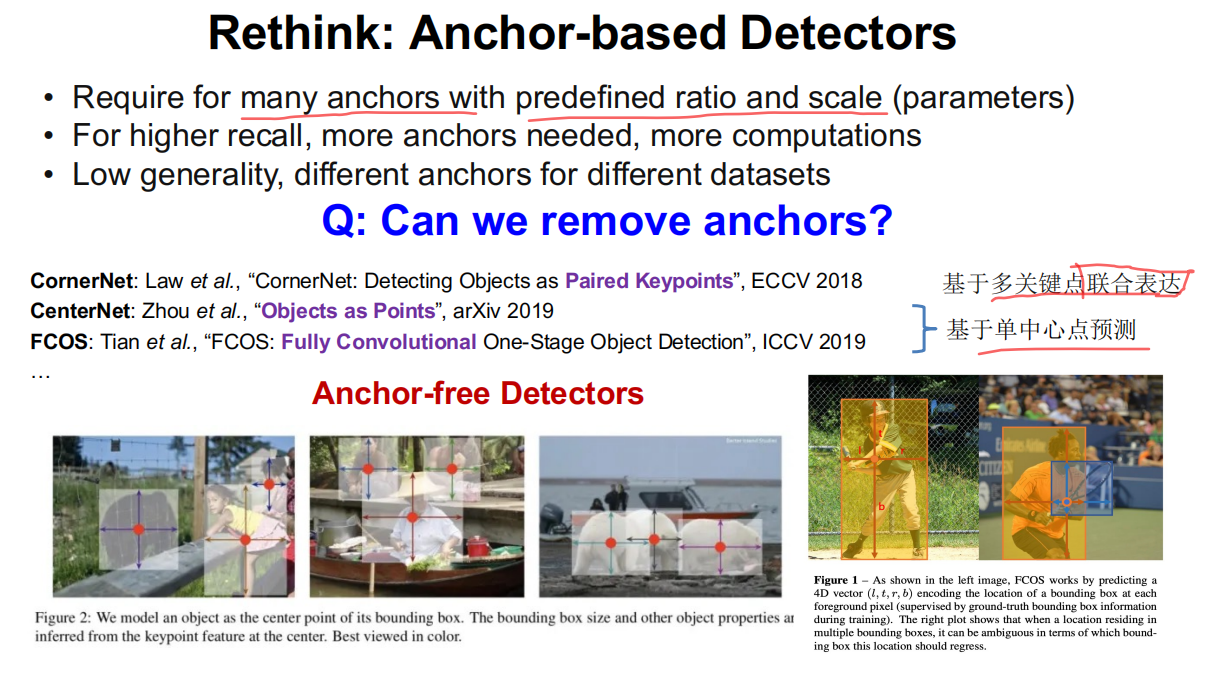 Rethink: Anchor-based Detectors
• Require for many anchors with predefined ratio and scale (parameters)
• For higher recall, more anchors needed, more computations
• Low generality, different anchors for different datasets
Q: Can we remove anchors?
CornerNet: Law et al., “CornerNet: Detecting Objects as Paired Keypoints”, ECCV 2018
基于多关键点联合表达
CenterNet: Zhou et al., “Objects as Points”, arXiv 2019
基于单中心点预测
FCOS: Tian et al., “FCOS: Fully Convolutional One-Stage Object Detection”, ICCV 2019
…
Anchor-free Detectors
Figure 2: We model an object as the center point of its bounding box. The bounding box size and other object properties ar
inferred from the keypoint feature at the center. Best viewed in color.
t
l
r
b
CITIZEN
Figure 1 – As shown in the left image, FCOS works by predicting a
4D vector (l, t, r, b) encoding the location of a bounding box at each
foreground pixel (supervised by ground-truth bounding box information
during training). The right plot shows that when a location residing in
multiple bounding boxes, it can be ambiguous in terms of which bound-
ing box this location should regress.